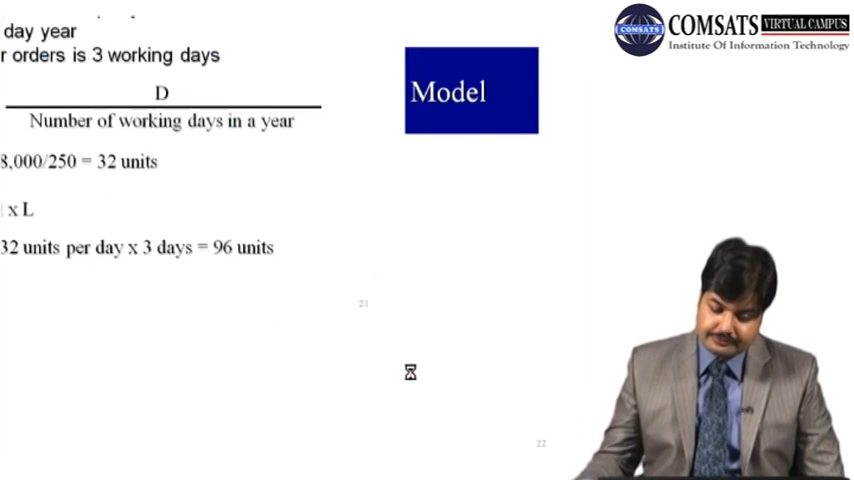 day year
r orders is 3 working days
D
Number of working days in a year
8,000/250 = 32 units
x L
32 units per day x 3 days = 96 units
21
Model
22
COMSATS
COMSATS VIRTUAL CAMPUS
Institute Of Information Technology